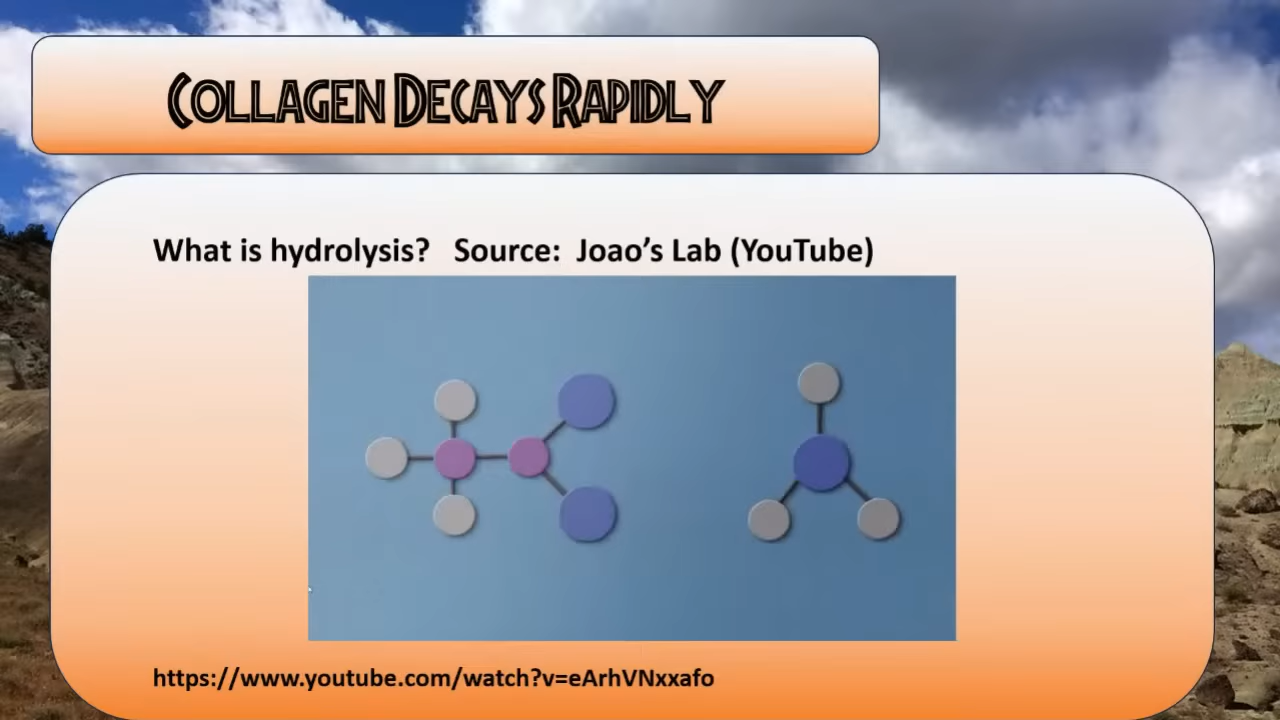 Collagen Decays Rapidly
What is hydrolysis? Source: Joao’s Lab (YouTube)
https://www.youtube.com/watch?v=eArhVNxxafo